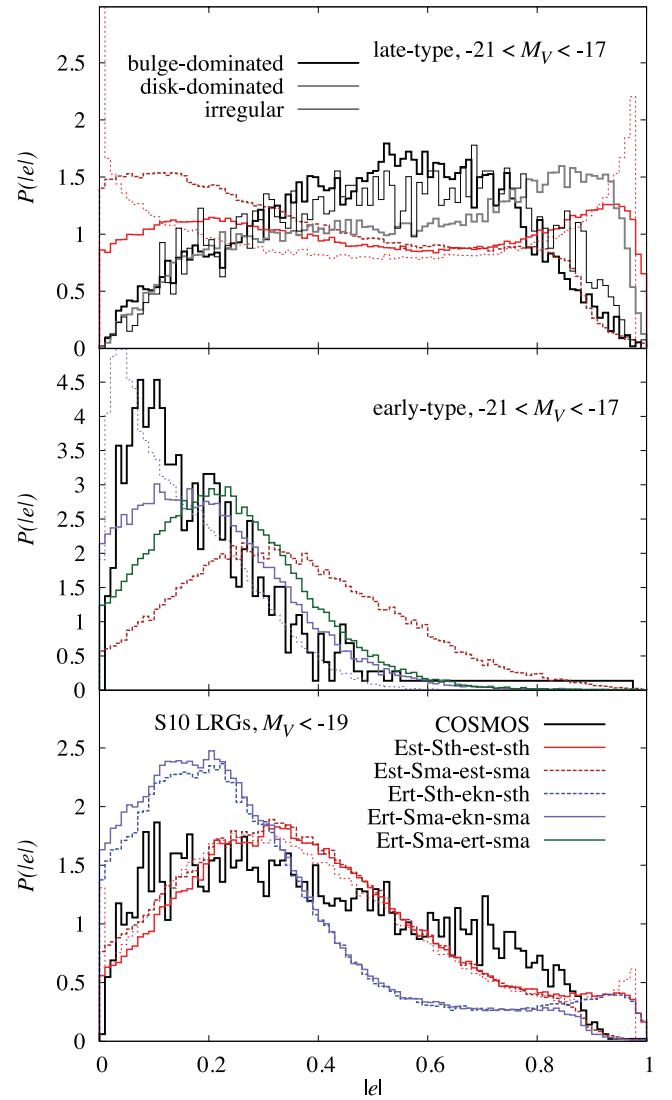 late-type, -21 < M_V < -17
bulge-dominated
disk-dominated
irregular
P(|e|)
2.5
2
1.5
1
0.5
0
early-type, -21 < M_V < -17
P(|e|)
4.5
4
3.5
3
2.5
2
1.5
1
0.5
0
S10 LRGs, M_V < -19
COSMOS
Est-Sth-est-sth
Est-Sma-est-sma
Ert-Sth-ekn-sth
Ert-Sma-ekn-sma
Ert-Sma-ert-sma
P(|e|)
2.5
2
1.5
1
0.5
0
0 0.2 0.4 0.6 0.8 1
|e|